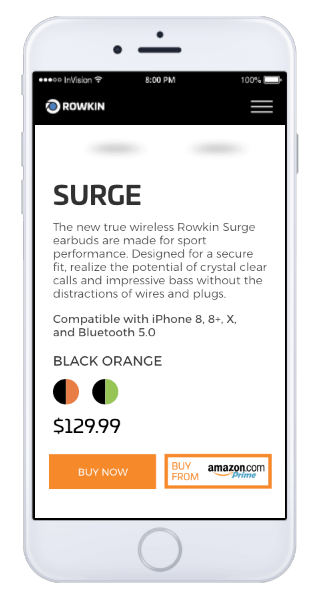 InVision 8:00 PM 100%
ROWKIN
SURGE
The new true wireless Rowkin Surge
earbuds are made for sport
performance. Designed for a secure
fit, realize the potential of crystal clear
calls and impressive bass without the
distractions of wires and plugs.
Compatible with iPhone 8, 8+, X,
and Bluetooth 5.0
BLACK ORANGE
$129.99
BUY NOW
BUY
FROM
amazon.com
Prime